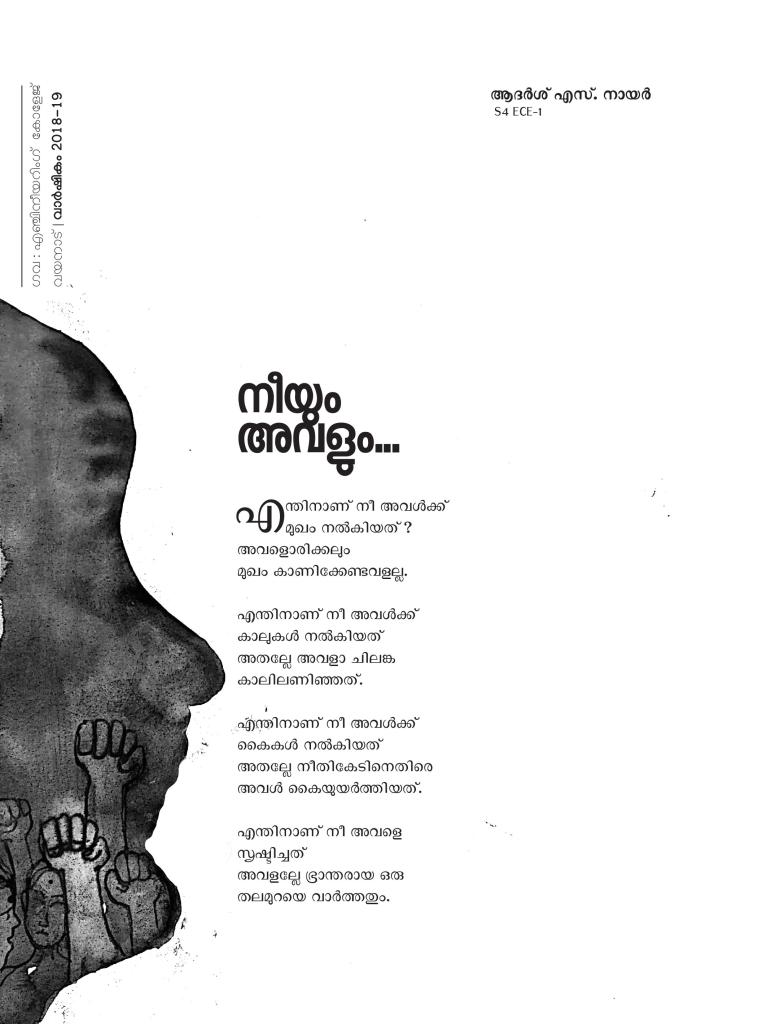 ഗവ : എഞ്ചിനീയറിംഗ് കോളേജ്
വയനാട് | വാർഷികം 2018-19
ആദർശ് എസ്. നായർ
S4 ECE-1
നീയും
അവളും...
എന്തിനാണ് നീ അവൾക്ക്
മുഖം നൽകിയത് ?
അവളൊരിക്കലും
മുഖം കാണിക്കേണ്ടവളല്ല.
എന്തിനാണ് നീ അവൾക്ക്
കാലുകൾ നൽകിയത്
അതല്ലേ അവളാ ചിലങ്ക
കാലിലണിഞ്ഞത്.
എന്തിനാണ് നീ അവൾക്ക്
കൈകൾ നൽകിയത്
അതല്ലേ നീതികേടിനെതിരെ
അവൾ കൈയുയർത്തിയത്.
എന്തിനാണ് നീ അവളെ
സൃഷ്ടിച്ചത്
അവളല്ലേ ഭ്രാന്തരായ ഒരു
തലമുറയെ വാർത്തതും.